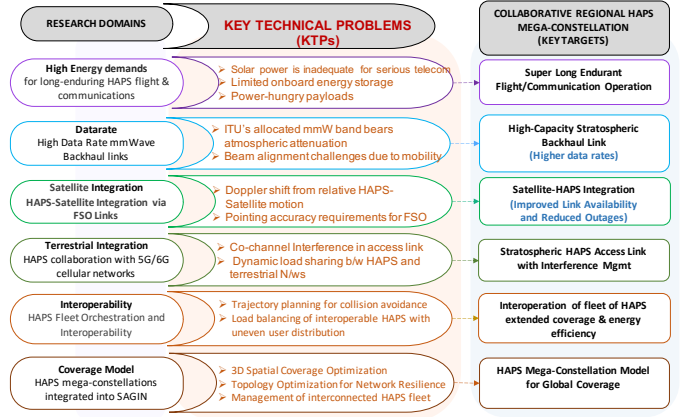 RESEARCH DOMAINS
KEY TECHNICAL PROBLEMS
(KTPs)
COLLABORATIVE REGIONAL HAPS
MEGA-CONSTELLATION
(KEY TARGETS)
High Energy demands
for long-enduring HAPS flight &
communications
➢ Solar power is inadequate for serious telecom
➢ Limited onboard energy storage
➢ Power-hungry payloads
Super Long Endurant
Flight/Communication Operation
Datarate
High Data Rate mmWave
Backhaul links
➢ ITU's allocated mmW band bears
atmospheric attenuation
➢ Beam alignment challenges due to mobility
High-Capacity Stratospheric
Backhaul Link
(Higher data rates)
Satellite Integration
HAPS-Satellite Integration via
FSO Links
➢ Doppler shift from relative HAPS-
Satellite motion
➢ Pointing accuracy requirements for FSO
Satellite-HAPS Integration
(Improved Link Availability
and Reduced Outages)
Terrestrial Integration
HAPS collaboration with 5G/6G
cellular networks
➢ Co-channel Interference in access link
➢ Dynamic load sharing b/w HAPS and
terrestrial N/ws
Stratospheric HAPS Access Link
with Interference Mgmt
Interoperability
HAPS Fleet Orchestration and
Interoperability
➢ Trajectory planning for collision avoidance
➢ Load balancing of interoperable HAPS with
uneven user distribution
Interoperation of fleet of HAPS
extended coverage & energy
efficiency
Coverage Model
HAPS mega-constellations
integrated into SAGIN
➢ 3D Spatial Coverage Optimization
➢ Topology Optimization for Network Resilience
➢ Management of interconnected HAPS fleet
HAPS Mega-Constellation Model
for Global Coverage